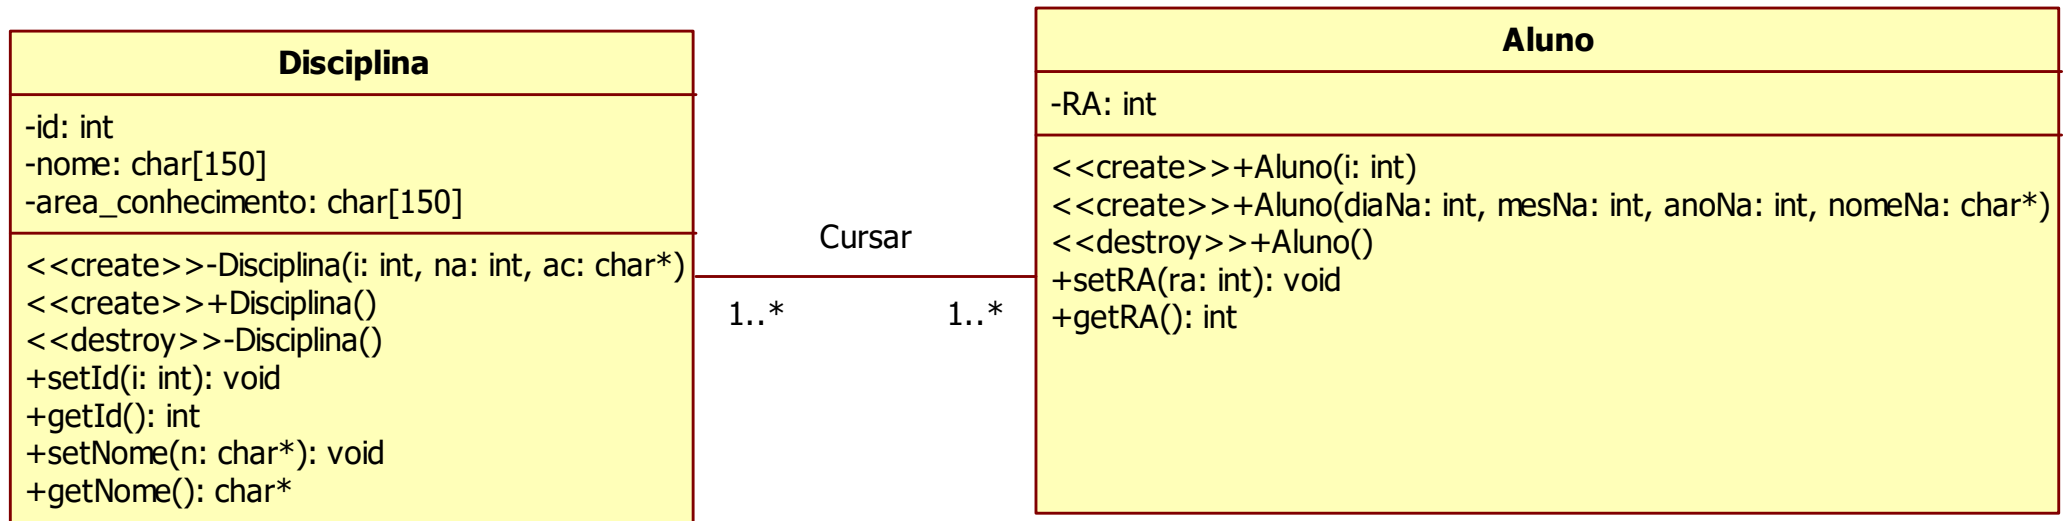 Disciplina
-id: int
-nome: char[150]
-area_conhecimento: char[150]
<<create>>-Disciplina(i: int, na: int, ac: char*)
<<create>>+Disciplina()
<<destroy>>-Disciplina()
+setId(i: int): void
+getId(): int
+setNome(n: char*): void
+getNome(): char*
Cursar
1..*
1..*
Aluno
-RA: int
<<create>>+Aluno(i: int)
<<create>>+Aluno(diaNa: int, mesNa: int, anoNa: int, nomeNa: char*)
<<destroy>>+Aluno()
+setRA(ra: int): void
+getRA(): int